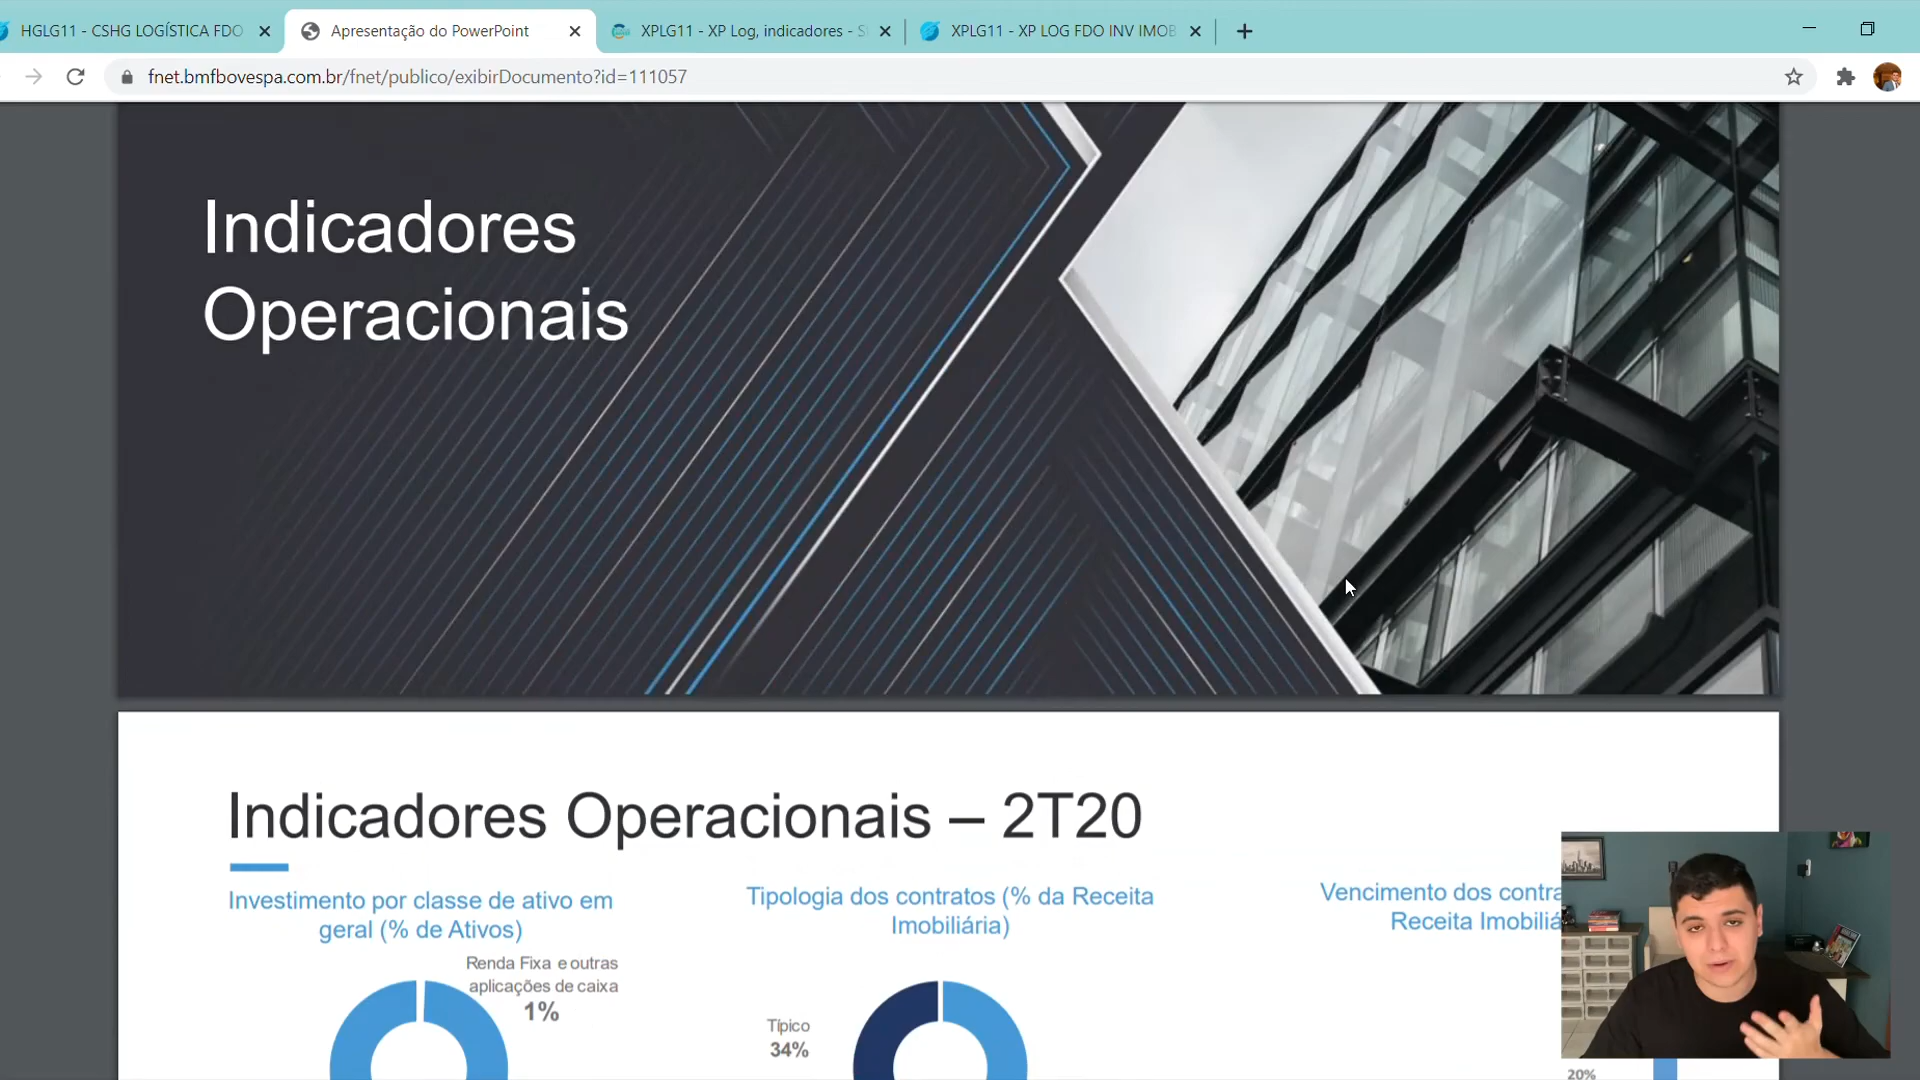 HGLG11 - CSHG LOGÍSTICA FDO
Apresentação do PowerPoint
XPLG11 - XP Log, indicadores - S
XPLG11 - XP LOG FDO INV IMOB
fnet.bmfbovespa.com.br/fnet/publico/exibirDocumento?id=111057
Indicadores
Operacionais
Indicadores Operacionais – 2T20
Investimento por classe de ativo em
geral (% de Ativos)
Renda Fixa e outras
aplicações de caixa
1%
Tipologia dos contratos (% da Receita
Imobiliária)
Típico
34%
Vencimento dos contra
Receita Imobiliá
20%